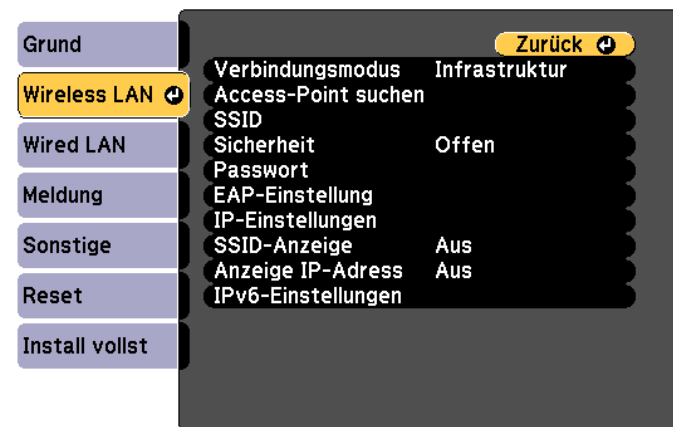 Grund
Wireless LAN
Wired LAN
Meldung
Sonstige
Reset
Install vollst
Zurück
Verbindungsmodus Infrastruktur
Access-Point suchen
SSID
Sicherheit Offen
Passwort
EAP-Einstellung
IP-Einstellungen
SSID-Anzeige Aus
Anzeige IP-Adress Aus
IPv6-Einstellungen